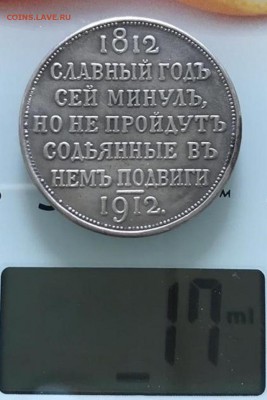 COINS.LAVE.RU
1812
СЛАВНЫЙ ГОДЪ
СЕЙ МИНУЛЪ,
НО НЕ ПРОЙДУТЪ
СОДѢЯННЫЕ ВЪ
НЕМЪ ПОДВИГИ
1912.
17 ml